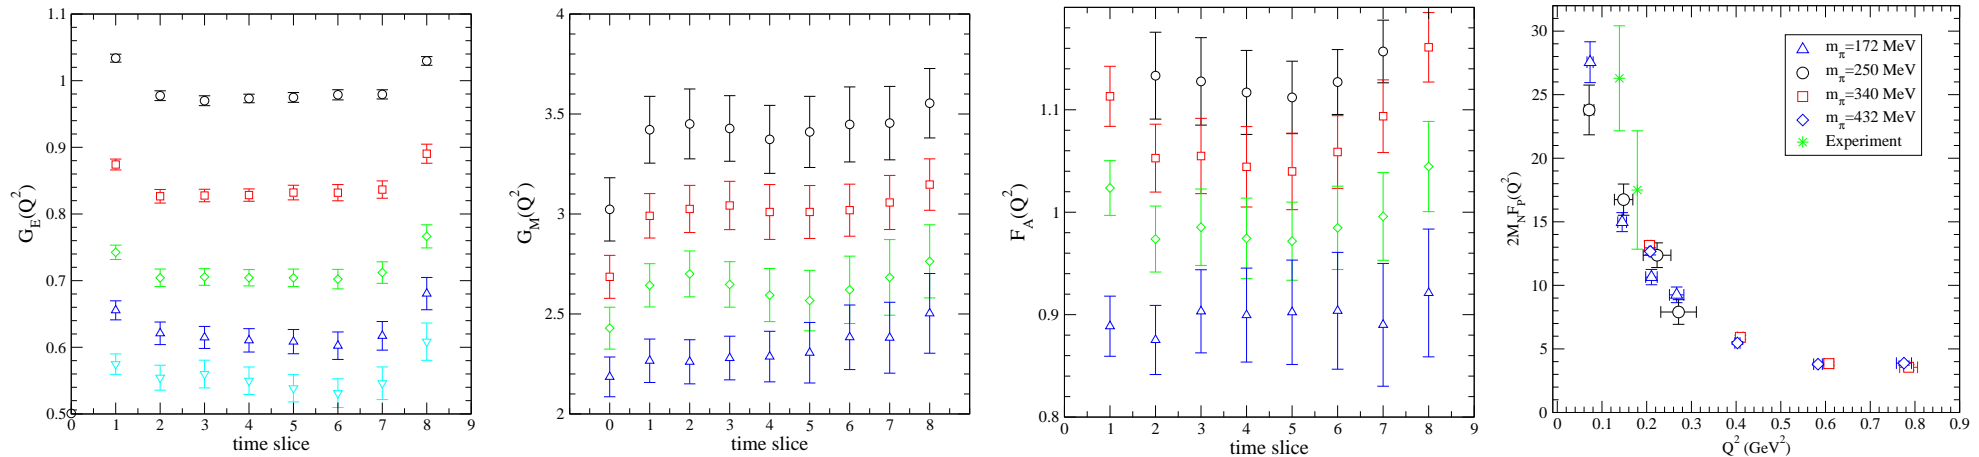 1.1
1
0.9
0.8
0.7
0.6
0.5
G_E(Q^2)
0 1 2 3 4 5 6 7 8 9
time slice
4
3.5
3
2.5
2
G_M(Q^2)
0 1 2 3 4 5 6 7 8
time slice
1.1
1
0.9
0.8
F_A(Q^2)
1 2 3 4 5 6 7 8
time slice
30
25
20
15
10
5
0
2M_N F_P(Q^2)
m_π=172 MeV
m_π=250 MeV
m_π=340 MeV
m_π=432 MeV
Experiment
0 0.1 0.2 0.3 0.4 0.5 0.6 0.7 0.8 0.9
Q^2 (GeV^2)